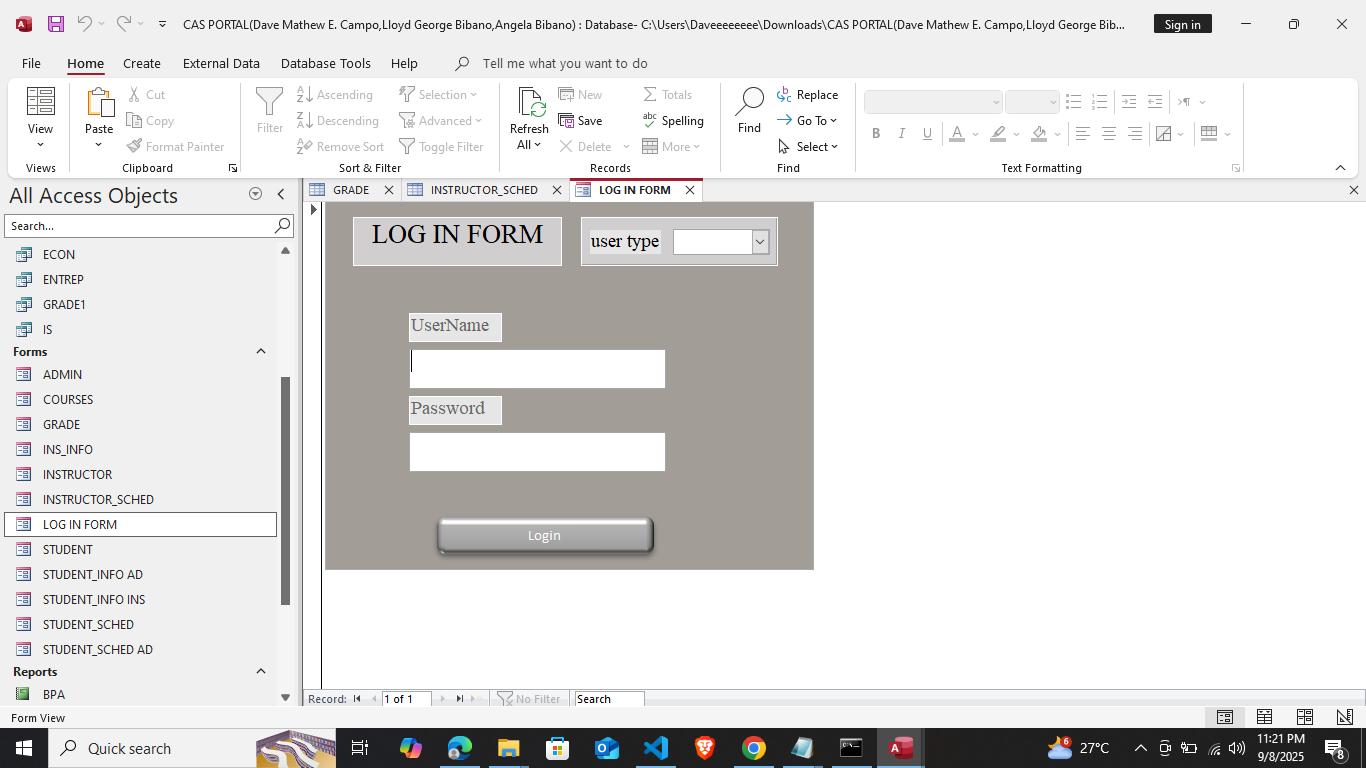 CAS PORTAL(Dave Mathew E. Campo,Lloyd George Bibano,Angela Bibano) : Database- C:\Users\Daveeeeeeee\Downloads\CAS PORTAL(Dave Mathew E. Campo,Lloyd George Bib...
Sign in
File Home Create External Data Database Tools Help Tell me what you want to do
View
Views
Paste
Cut
Copy
Format Painter
Clipboard
Filter
Ascending
Descending
Remove Sort
Selection
Advanced
Toggle Filter
Sort & Filter
Refresh
All
New
Save
Delete
Totals
Spelling
More
Records
Find
Replace
Go To
Select
Find
B I U A
Text Formatting
All Access Objects
Search...
ECON
ENTREP
GRADE1
IS
Forms
ADMIN
COURSES
GRADE
INS_INFO
INSTRUCTOR
INSTRUCTOR_SCHED
LOG IN FORM
STUDENT
STUDENT_INFO AD
STUDENT_INFO INS
STUDENT_SCHED
STUDENT_SCHED AD
Reports
BPA
GRADE INSTRUCTOR_SCHED LOG IN FORM
LOG IN FORM
user type
UserName
Password
Login
Record: 1 of 1 No Filter Search
Form View
Quick search
6
27°C
11:21 PM
9/8/2025
8